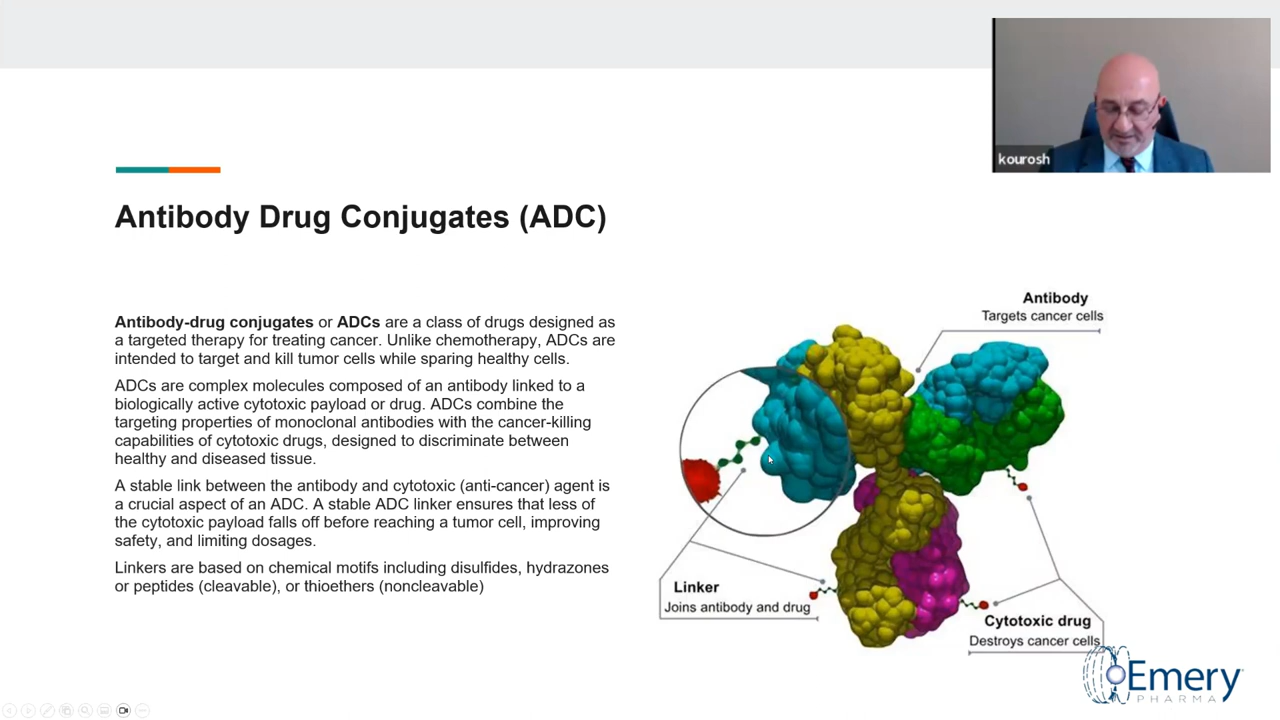 kourosh
Antibody Drug Conjugates (ADC)
Antibody-drug conjugates or ADCs are a class of drugs designed as
a targeted therapy for treating cancer. Unlike chemotherapy, ADCs are
intended to target and kill tumor cells while sparing healthy cells.
ADCs are complex molecules composed of an antibody linked to a
biologically active cytotoxic payload or drug. ADCs combine the
targeting properties of monoclonal antibodies with the cancer-killing
capabilities of cytotoxic drugs, designed to discriminate between
healthy and diseased tissue.
A stable link between the antibody and cytotoxic (anti-cancer) agent is
a crucial aspect of an ADC. A stable ADC linker ensures that less of
the cytotoxic payload falls off before reaching a tumor cell, improving
safety, and limiting dosages.
Linkers are based on chemical motifs including disulfides, hydrazones
or peptides (cleavable), or thioethers (noncleavable)
Antibody
Targets cancer cells
Linker
Joins antibody and drug
Cytotoxic drug
Destroys cancer cells
Emery
PHARMA